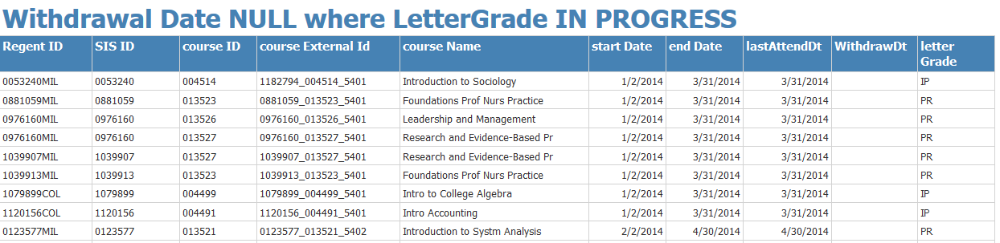 Withdrawal Date NULL where LetterGrade IN PROGRESS
Regent ID SIS ID course ID course External Id course Name start Date end Date lastAttendDt WithdrawDt letter Grade
0053240MIL 0053240 004514 1182794_004514_5401 Introduction to Sociology 1/2/2014 3/31/2014 3/31/2014 IP
0881059MIL 0881059 013523 0881059_013523_5401 Foundations Prof Nurs Practice 1/2/2014 3/31/2014 3/31/2014 PR
0976160MIL 0976160 013526 0976160_013526_5401 Leadership and Management 1/2/2014 3/31/2014 3/31/2014 PR
0976160MIL 0976160 013527 0976160_013527_5401 Research and Evidence-Based Pr 1/2/2014 3/31/2014 3/31/2014 PR
1039907MIL 1039907 013527 1039907_013527_5401 Research and Evidence-Based Pr 1/2/2014 3/31/2014 3/31/2014 PR
1039913MIL 1039913 013523 1039913_013523_5401 Foundations Prof Nurs Practice 1/2/2014 3/31/2014 3/31/2014 PR
1079899COL 1079899 004499 1079899_004499_5401 Intro to College Algebra 1/2/2014 3/31/2014 3/31/2014 IP
1120156COL 1120156 004491 1120156_004491_5401 Intro Accounting 1/2/2014 3/31/2014 3/31/2014 IP
0123577MIL 0123577 013521 0123577_013521_5402 Introduction to Systm Analysis 2/2/2014 4/30/2014 4/30/2014 PR